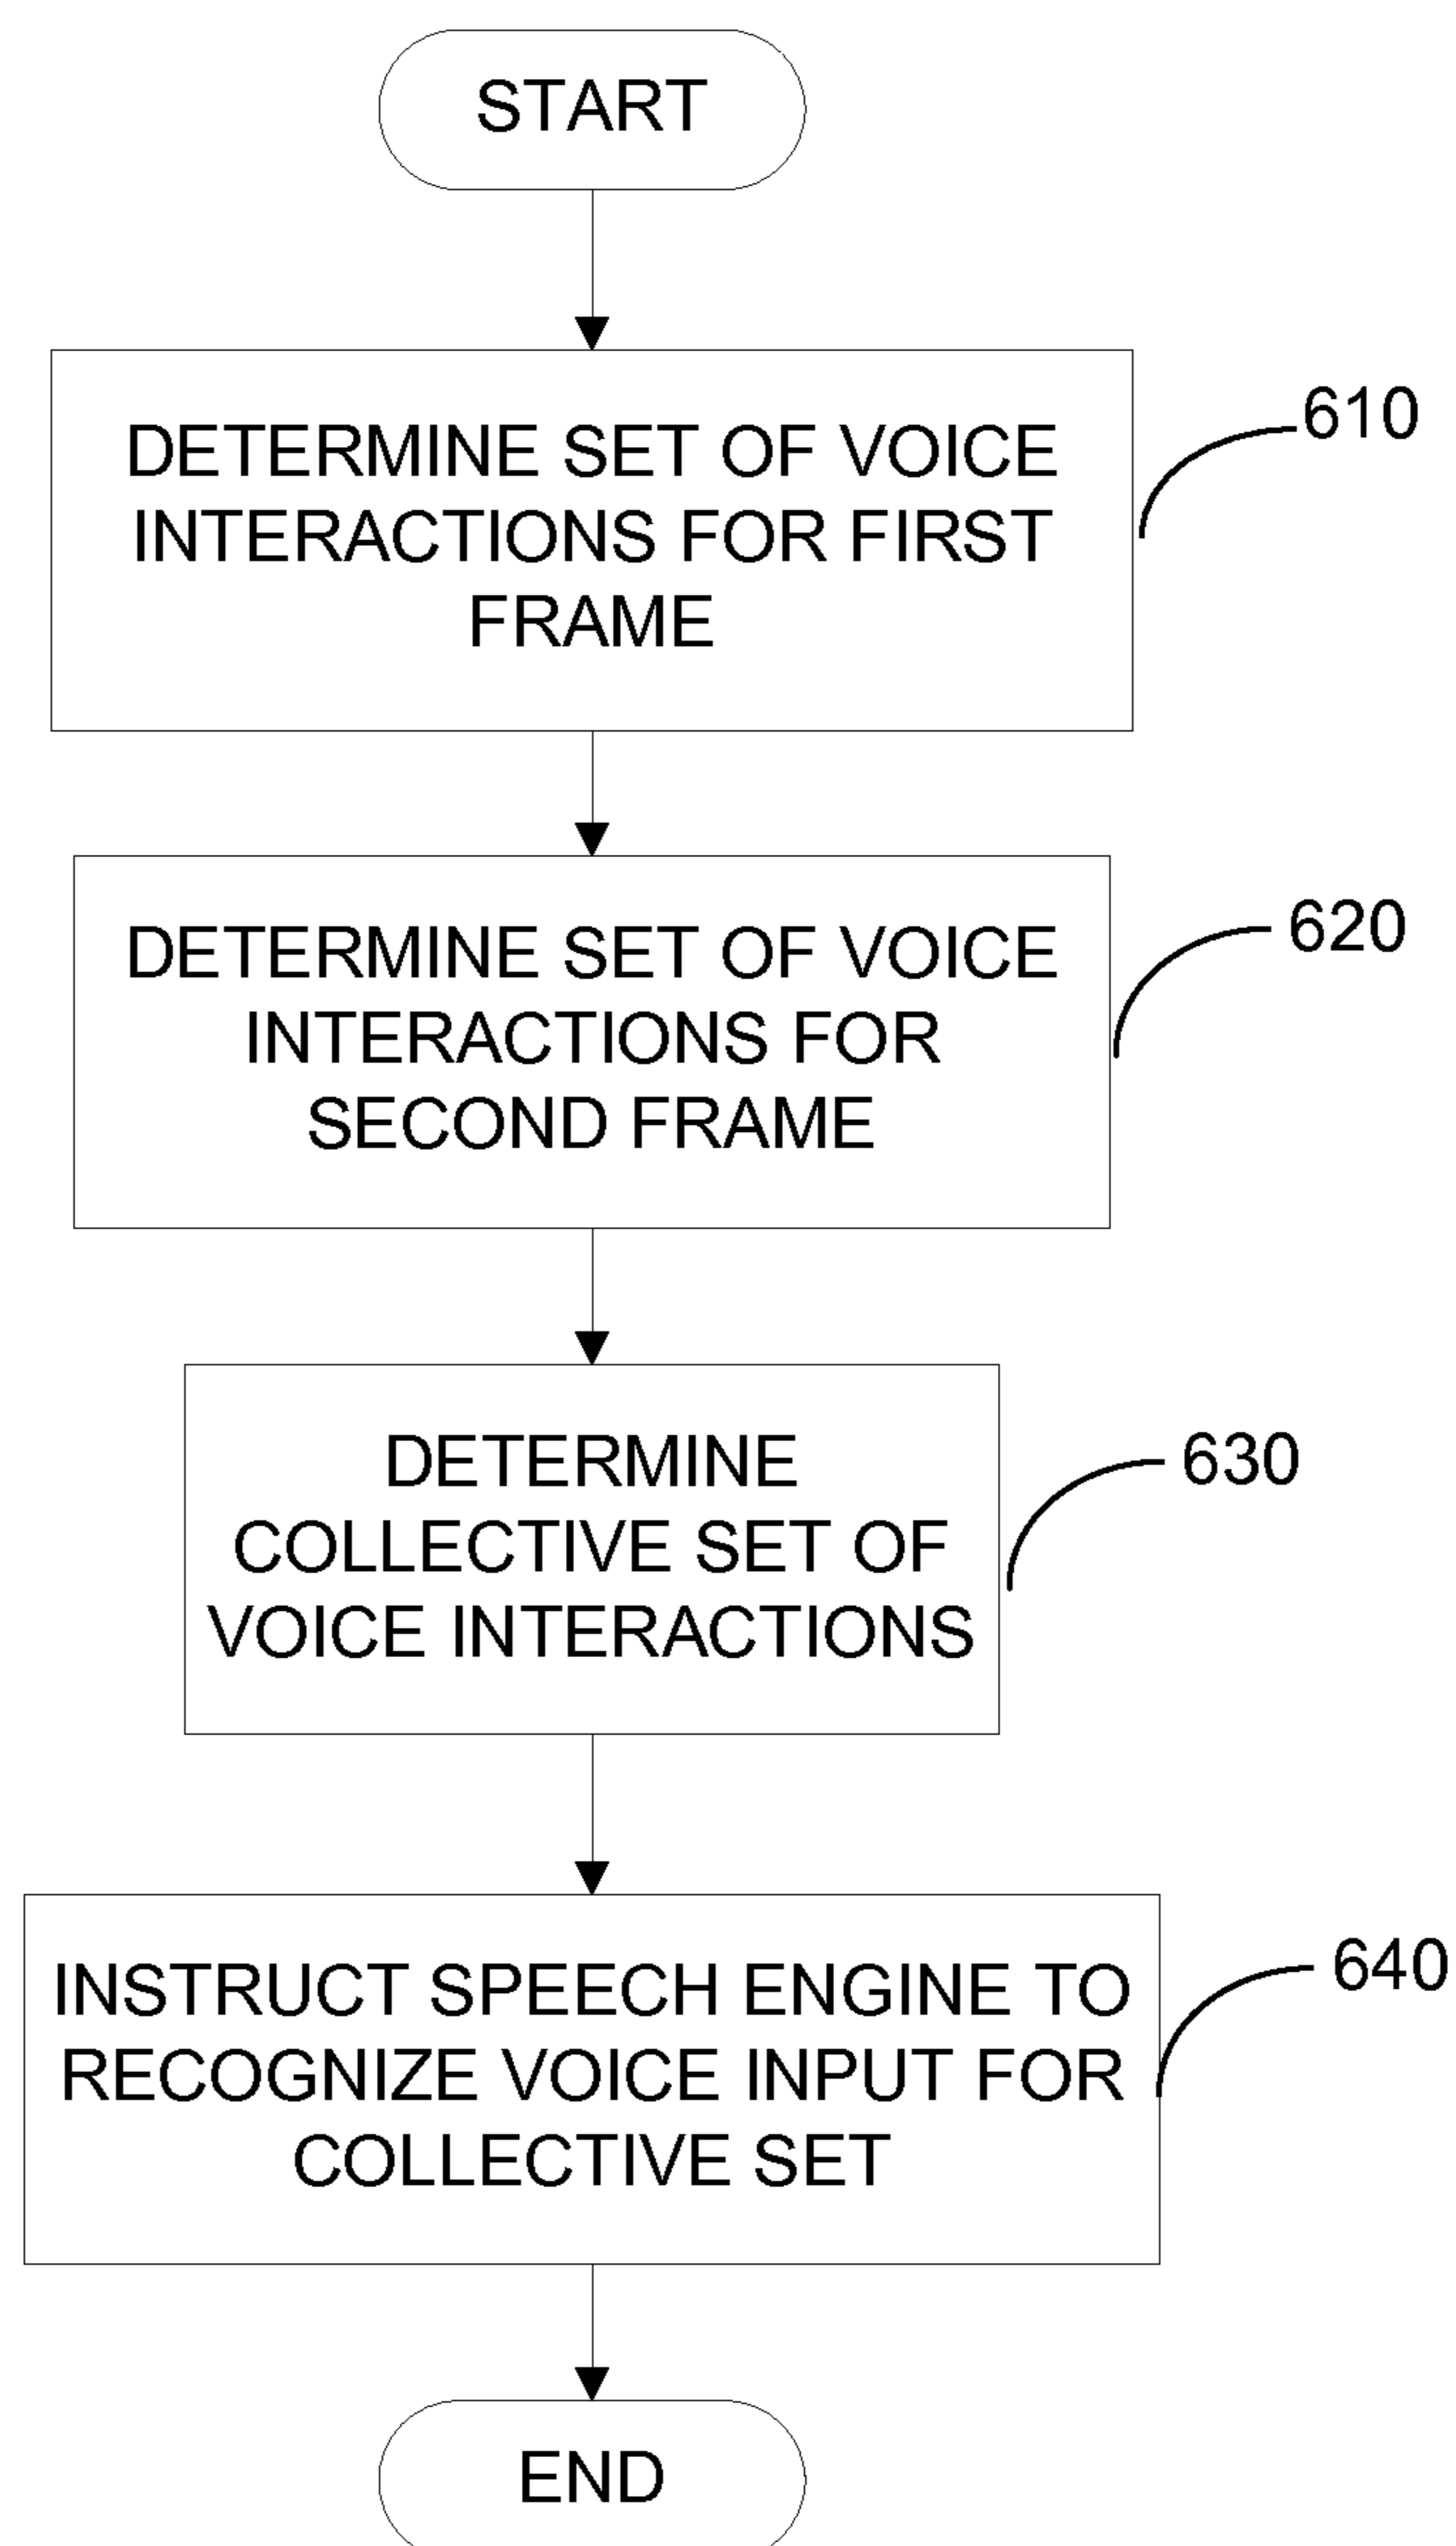 START
DETERMINE SET OF VOICE
INTERACTIONS FOR FIRST
FRAME
610
DETERMINE SET OF VOICE
INTERACTIONS FOR
SECOND FRAME
620
DETERMINE
COLLECTIVE SET OF
VOICE INTERACTIONS
630
INSTRUCT SPEECH ENGINE TO
RECOGNIZE VOICE INPUT FOR
COLLECTIVE SET
640
END